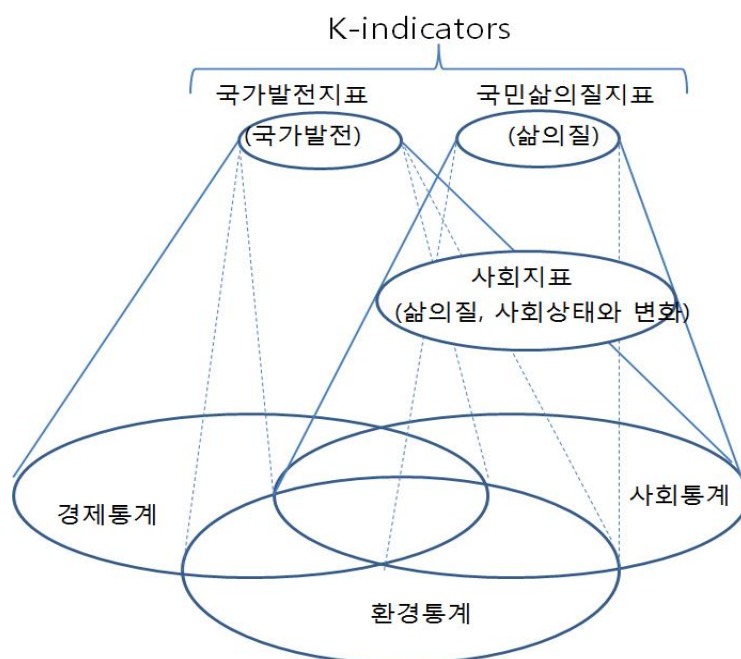 K-indicators
국가발전지표
국민삶의질지표
(국가발전)
(삶의질)
사회지표
(삶의질, 사회상태와 변화)
경제통계
사회통계
환경통계